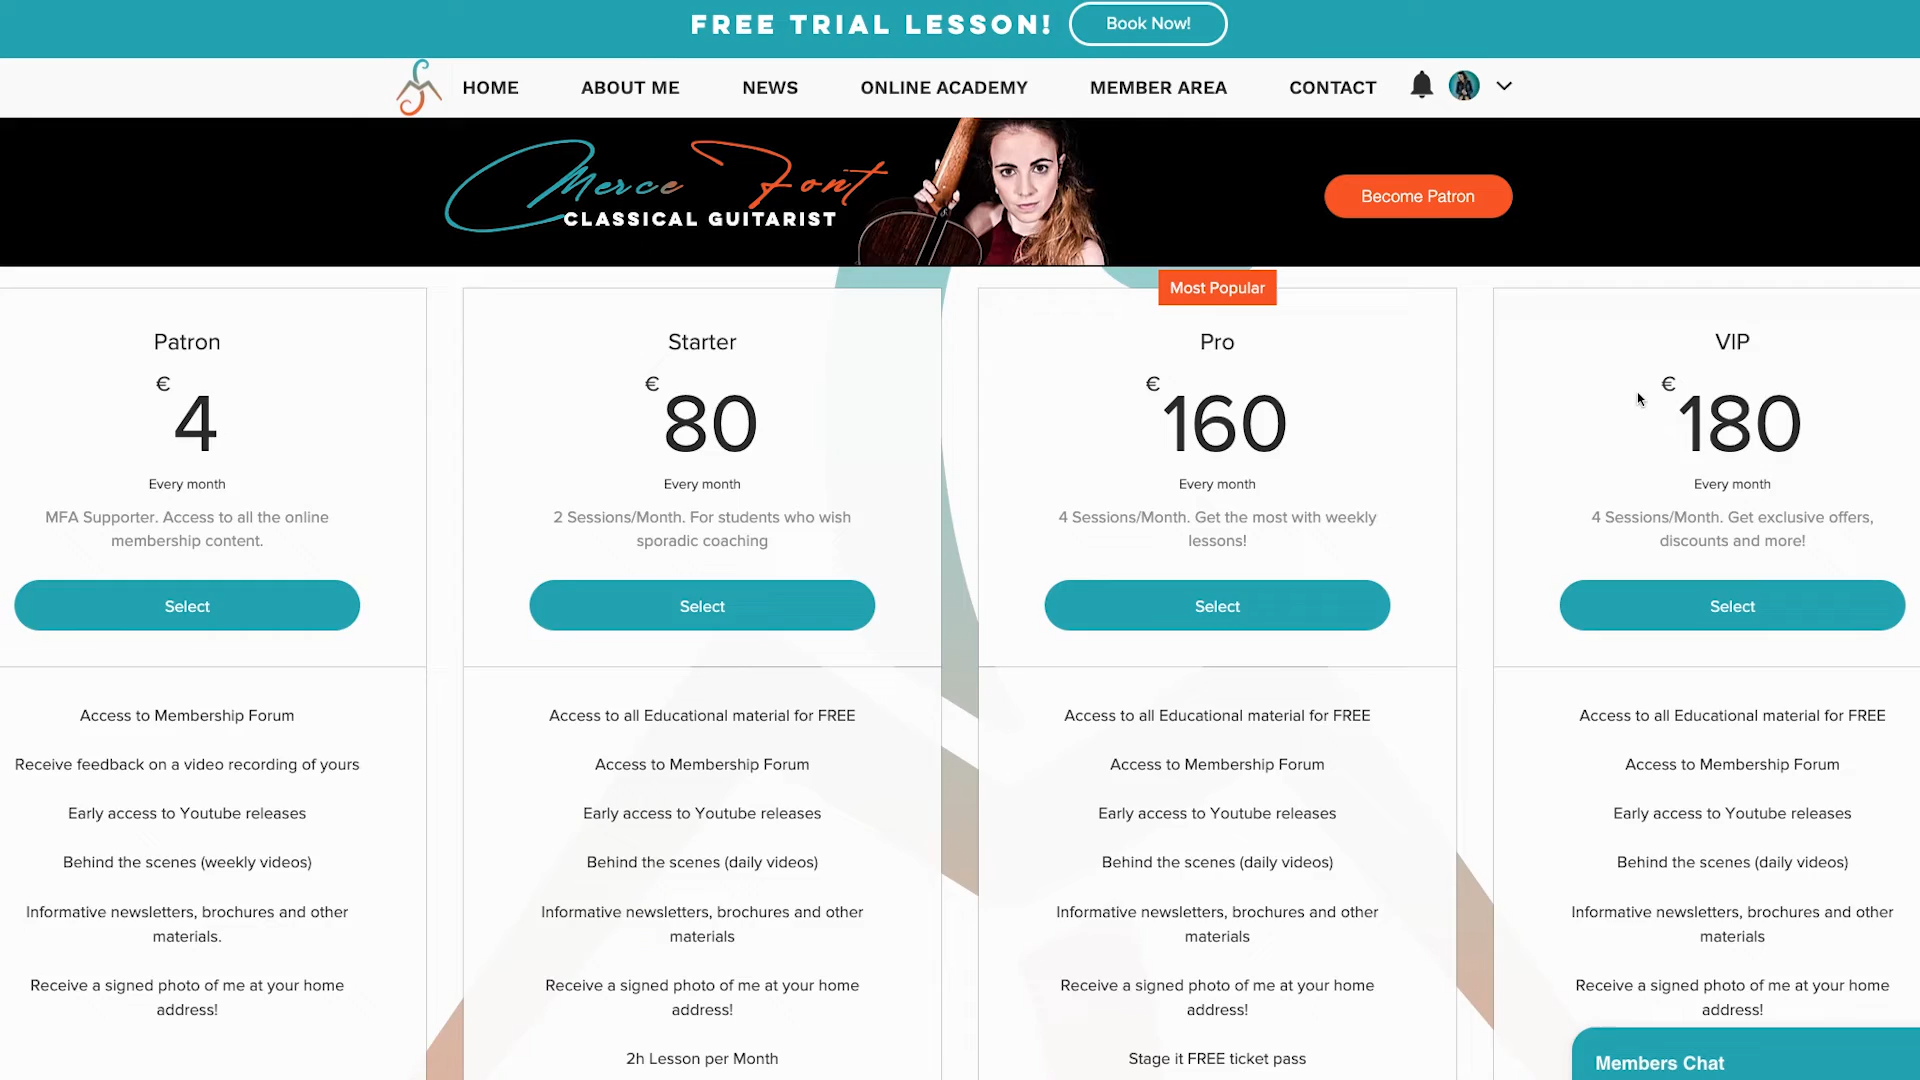 FREE TRIAL LESSON!
Book Now!
HOME
ABOUT ME
NEWS
ONLINE ACADEMY
MEMBER AREA
CONTACT
Merce Font
CLASSICAL GUITARIST
Become Patron
Patron
€
4
Every month
MFA Supporter. Access to all the online
membership content.
Select
Access to Membership Forum
Receive feedback on a video recording of yours
Early access to Youtube releases
Behind the scenes (weekly videos)
Informative newsletters, brochures and other
materials.
Receive a signed photo of me at your home
address!
Starter
€
80
Every month
2 Sessions/Month. For students who wish
sporadic coaching
Select
Access to all Educational material for FREE
Access to Membership Forum
Early access to Youtube releases
Behind the scenes (daily videos)
Informative newsletters, brochures and other
materials
Receive a signed photo of me at your home
address!
2h Lesson per Month
Most Popular
Pro
€
160
Every month
4 Sessions/Month. Get the most with weekly
lessons!
Select
Access to all Educational material for FREE
Access to Membership Forum
Early access to Youtube releases
Behind the scenes (daily videos)
Informative newsletters, brochures and other
materials
Receive a signed photo of me at your home
address!
Stage it FREE ticket pass
VIP
€
180
Every month
4 Sessions/Month. Get exclusive offers,
discounts and more!
Select
Access to all Educational material for FREE
Access to Membership Forum
Early access to Youtube releases
Behind the scenes (daily videos)
Informative newsletters, brochures and other
materials
Receive a signed photo of me at your home
address!
Members Chat